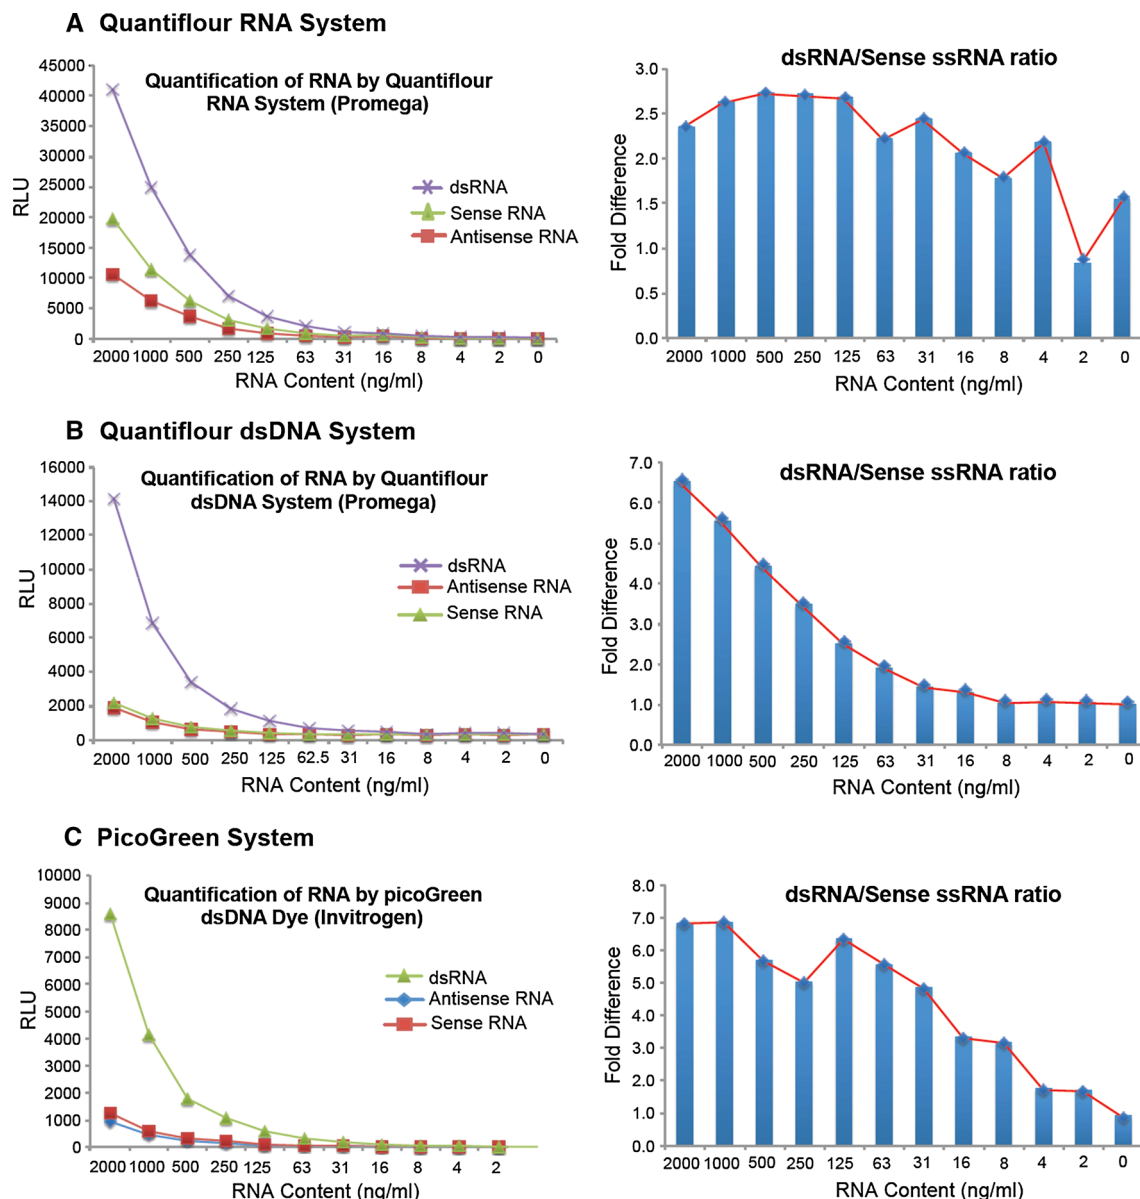 A Quantiflour RNA System
Quantification of RNA by Quantiflour
RNA System (Promega)
45000
40000
35000
30000
25000
20000
15000
10000
5000
0
RLU
dsRNA
Sense RNA
Antisense RNA
2000 1000 500 250 125 63 31 16 8 4 2 0
RNA Content (ng/ml)
dsRNA/Sense ssRNA ratio
3.0
2.5
2.0
1.5
1.0
0.5
0.0
Fold Difference
2000 1000 500 250 125 63 31 16 8 4 2 0
RNA Content (ng/ml)
B Quantiflour dsDNA System
Quantification of RNA by Quantiflour
dsDNA System (Promega)
16000
14000
12000
10000
8000
6000
4000
2000
0
RLU
dsRNA
Antisense RNA
Sense RNA
2000 1000 500 250 125 62.5 31 16 8 4 2 0
RNA Content (ng/ml)
dsRNA/Sense ssRNA ratio
7.0
6.0
5.0
4.0
3.0
2.0
1.0
0.0
Fold Difference
2000 1000 500 250 125 63 31 16 8 4 2 0
RNA Content (ng/ml)
C PicoGreen System
Quantification of RNA by picoGreen
dsDNA Dye (Invitrogen)
10000
9000
8000
7000
6000
5000
4000
3000
2000
1000
0
RLU
dsRNA
Antisense RNA
Sense RNA
2000 1000 500 250 125 63 31 16 8 4 2
RNA Content (ng/ml)
dsRNA/Sense ssRNA ratio
8.0
7.0
6.0
5.0
4.0
3.0
2.0
1.0
0.0
Fold Difference
2000 1000 500 250 125 63 31 16 8 4 2 0
RNA Content (ng/ml)